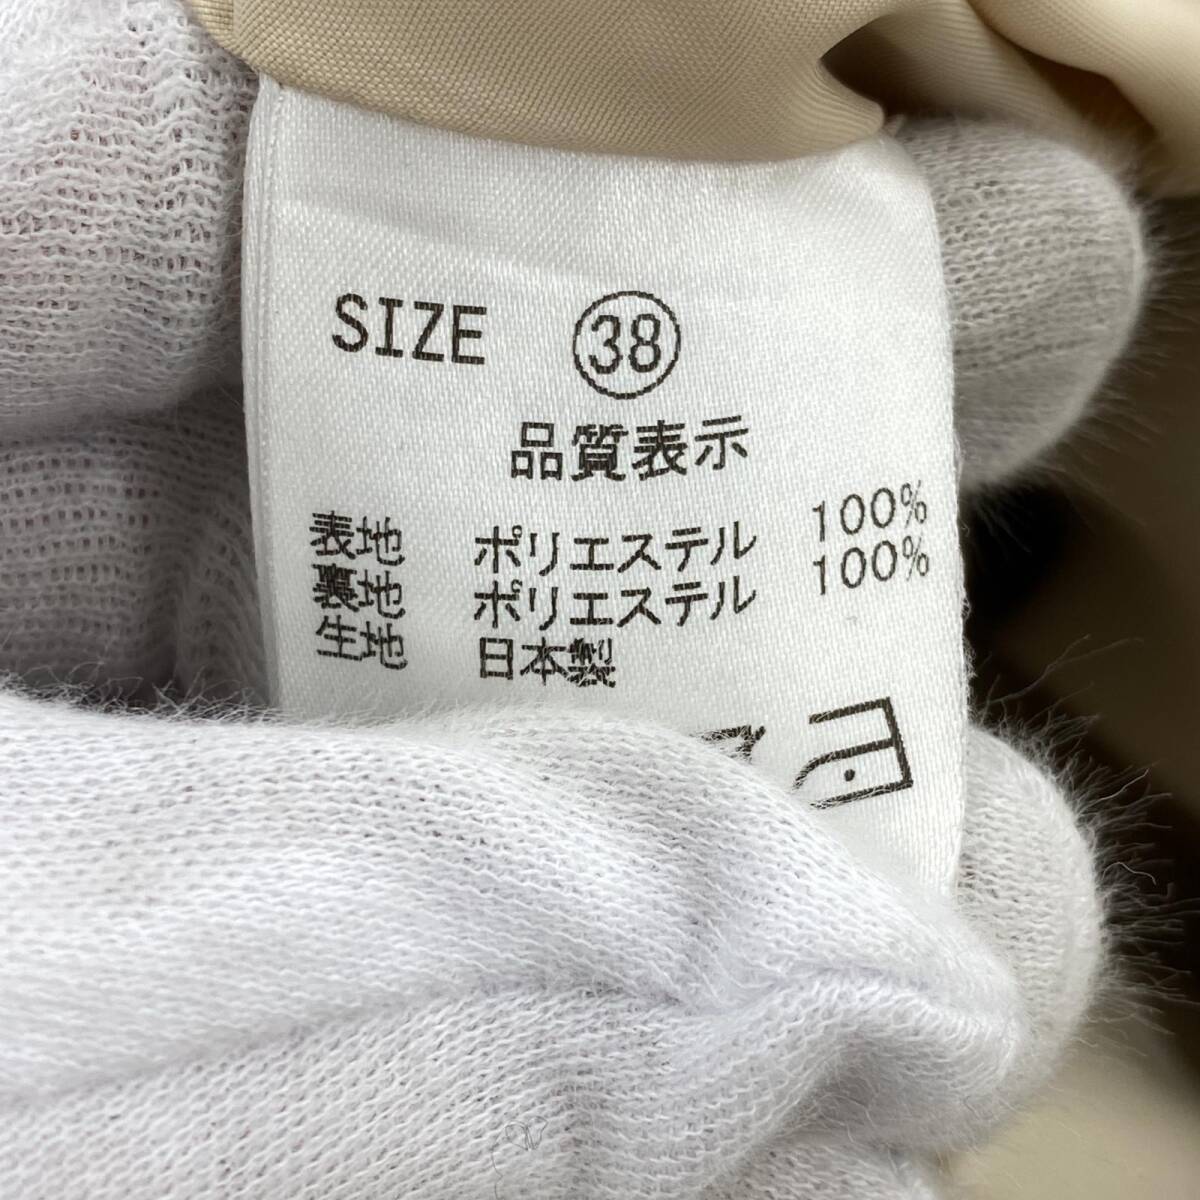 SIZE 38
品質表示
表地 ポリエステル 100%
裏地 ポリエステル 100%
生地 日本製